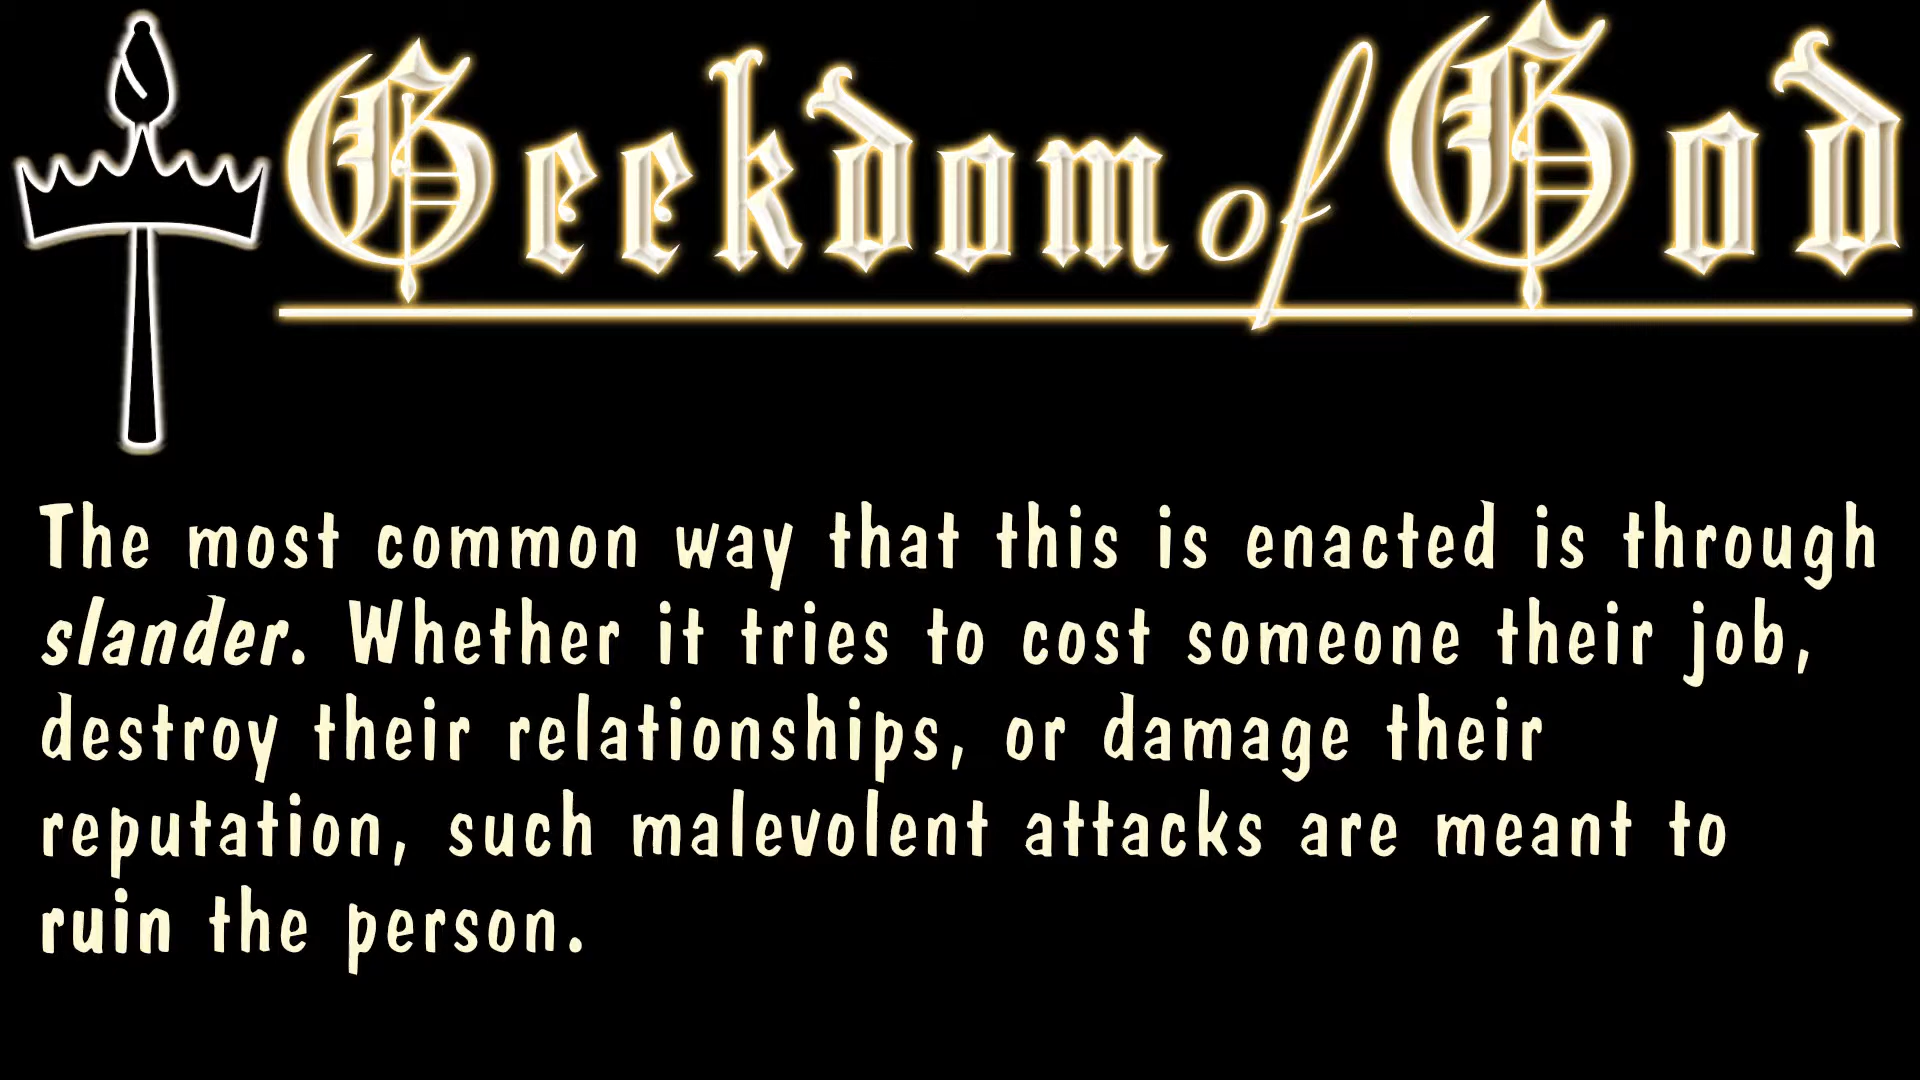 Geekdom of God
The most common way that this is enacted is through
slander. Whether it tries to cost someone their job,
destroy their relationships, or damage their
reputation, such malevolent attacks are meant to
ruin the person.